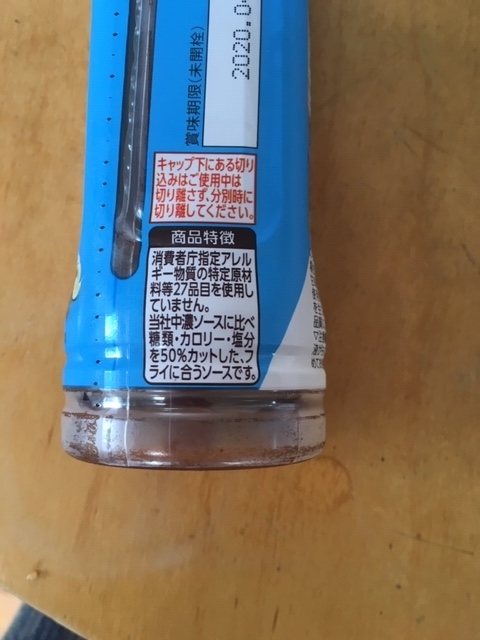 賞味期限(未開栓)
2020.0
キャップ下にある切り
込みはご使用中は
切り離さず、分別時に
切り離してください。
商品特徴
消費者庁指定アレル
ギー物質の特定原材
料等27品目を使用し
ていません。
当社中濃ソースに比べ
糖類・カロリー・塩分
を50%カットした、フ
ライに合うソースです。